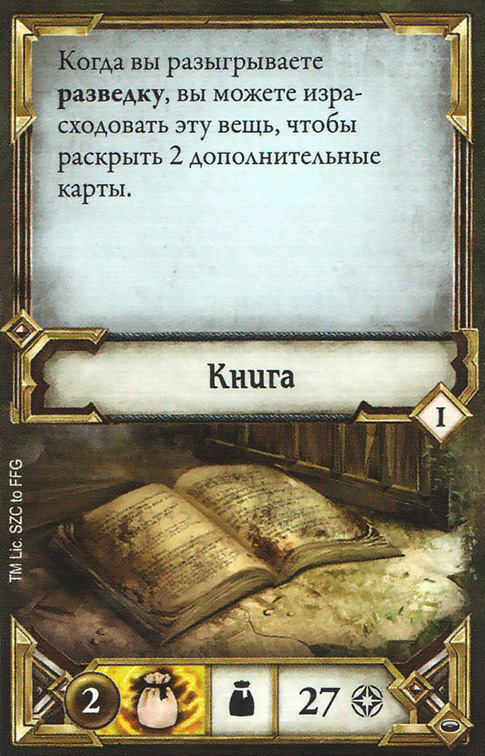 Когда вы разыгрываете
разведку, вы можете изра-
сходовать эту вещь, чтобы
раскрыть 2 дополнительные
карты.
Книга
I
TM Lic. SZC to FFG
2
27